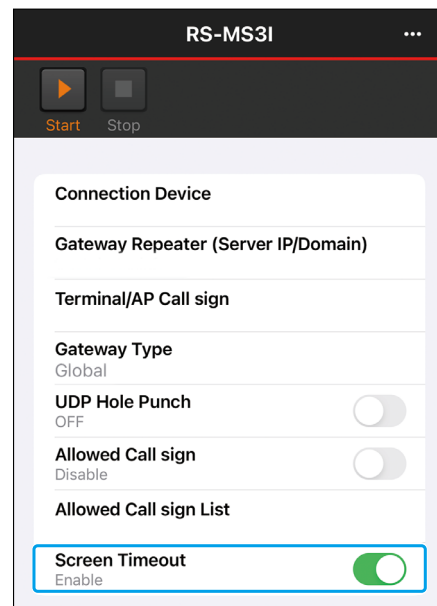 RS-MS3I
Start
Stop
Connection Device
Gateway Repeater (Server IP/Domain)
Terminal/AP Call sign
Gateway Type
Global
UDP Hole Punch
OFF
Allowed Call sign
Disable
Allowed Call sign List
Screen Timeout
Enable